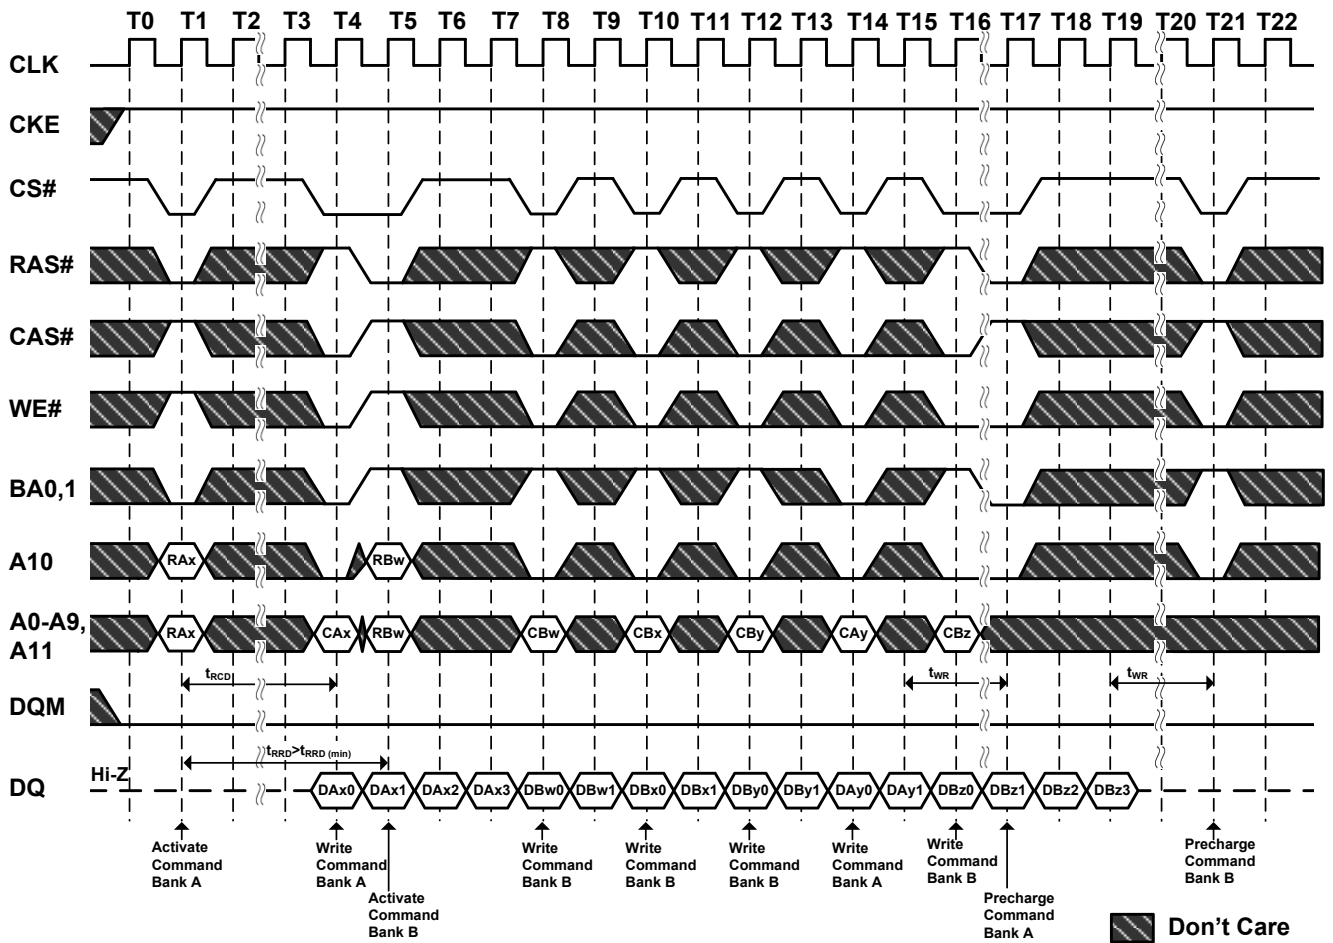 T0 T1 T2 T3 T4 T5 T6 T7 T8 T9 T10 T11 T12 T13 T14 T15 T16 T17 T18 T19 T20 T21 T22
CLK
CKE
CS#
RAS#
CAS#
WE#
BA0,1
A10 RAx RBw
A0-A9,
A11
RAx CAx RBw CBw CBx CBy CAy CBz
tRCD tWR tWR
DQM
tRRD>tRRD (min)
Hi-Z
DQ DAx0 DAx1 DAx2 DAx3 DBw0 DBw1 DBx0 DBx1 DBy0 DBy1 DAy0 DAy1 DBz0 DBz1 DBz2 DBz3
Activate
Command
Bank A
Write
Command
Bank A
Activate
Command
Bank B
Write
Command
Bank B
Write
Command
Bank B
Write
Command
Bank B
Write
Command
Bank A
Write
Command
Bank B
Precharge
Command
Bank A
Precharge
Command
Bank B
Don't Care